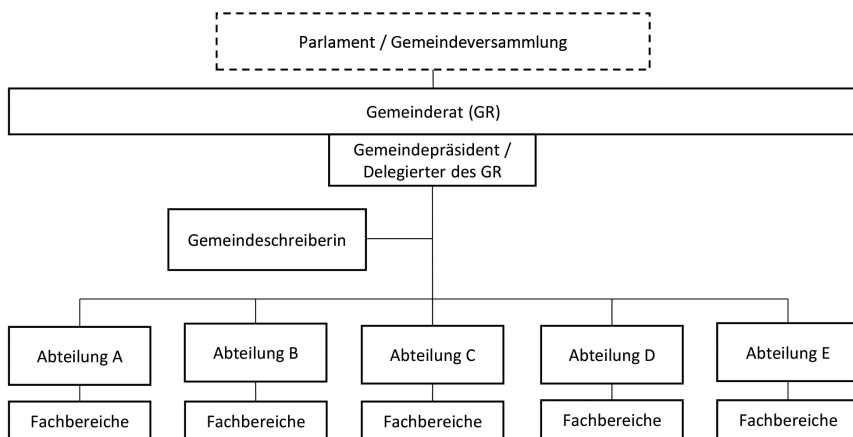 Parlament / Gemeindeversammlung
Gemeinderat (GR)
Gemeindepräsident /
Delegierter des GR
Gemeindeschreiberin
Abteilung A
Abteilung B
Abteilung C
Abteilung D
Abteilung E
Fachbereiche
Fachbereiche
Fachbereiche
Fachbereiche
Fachbereiche